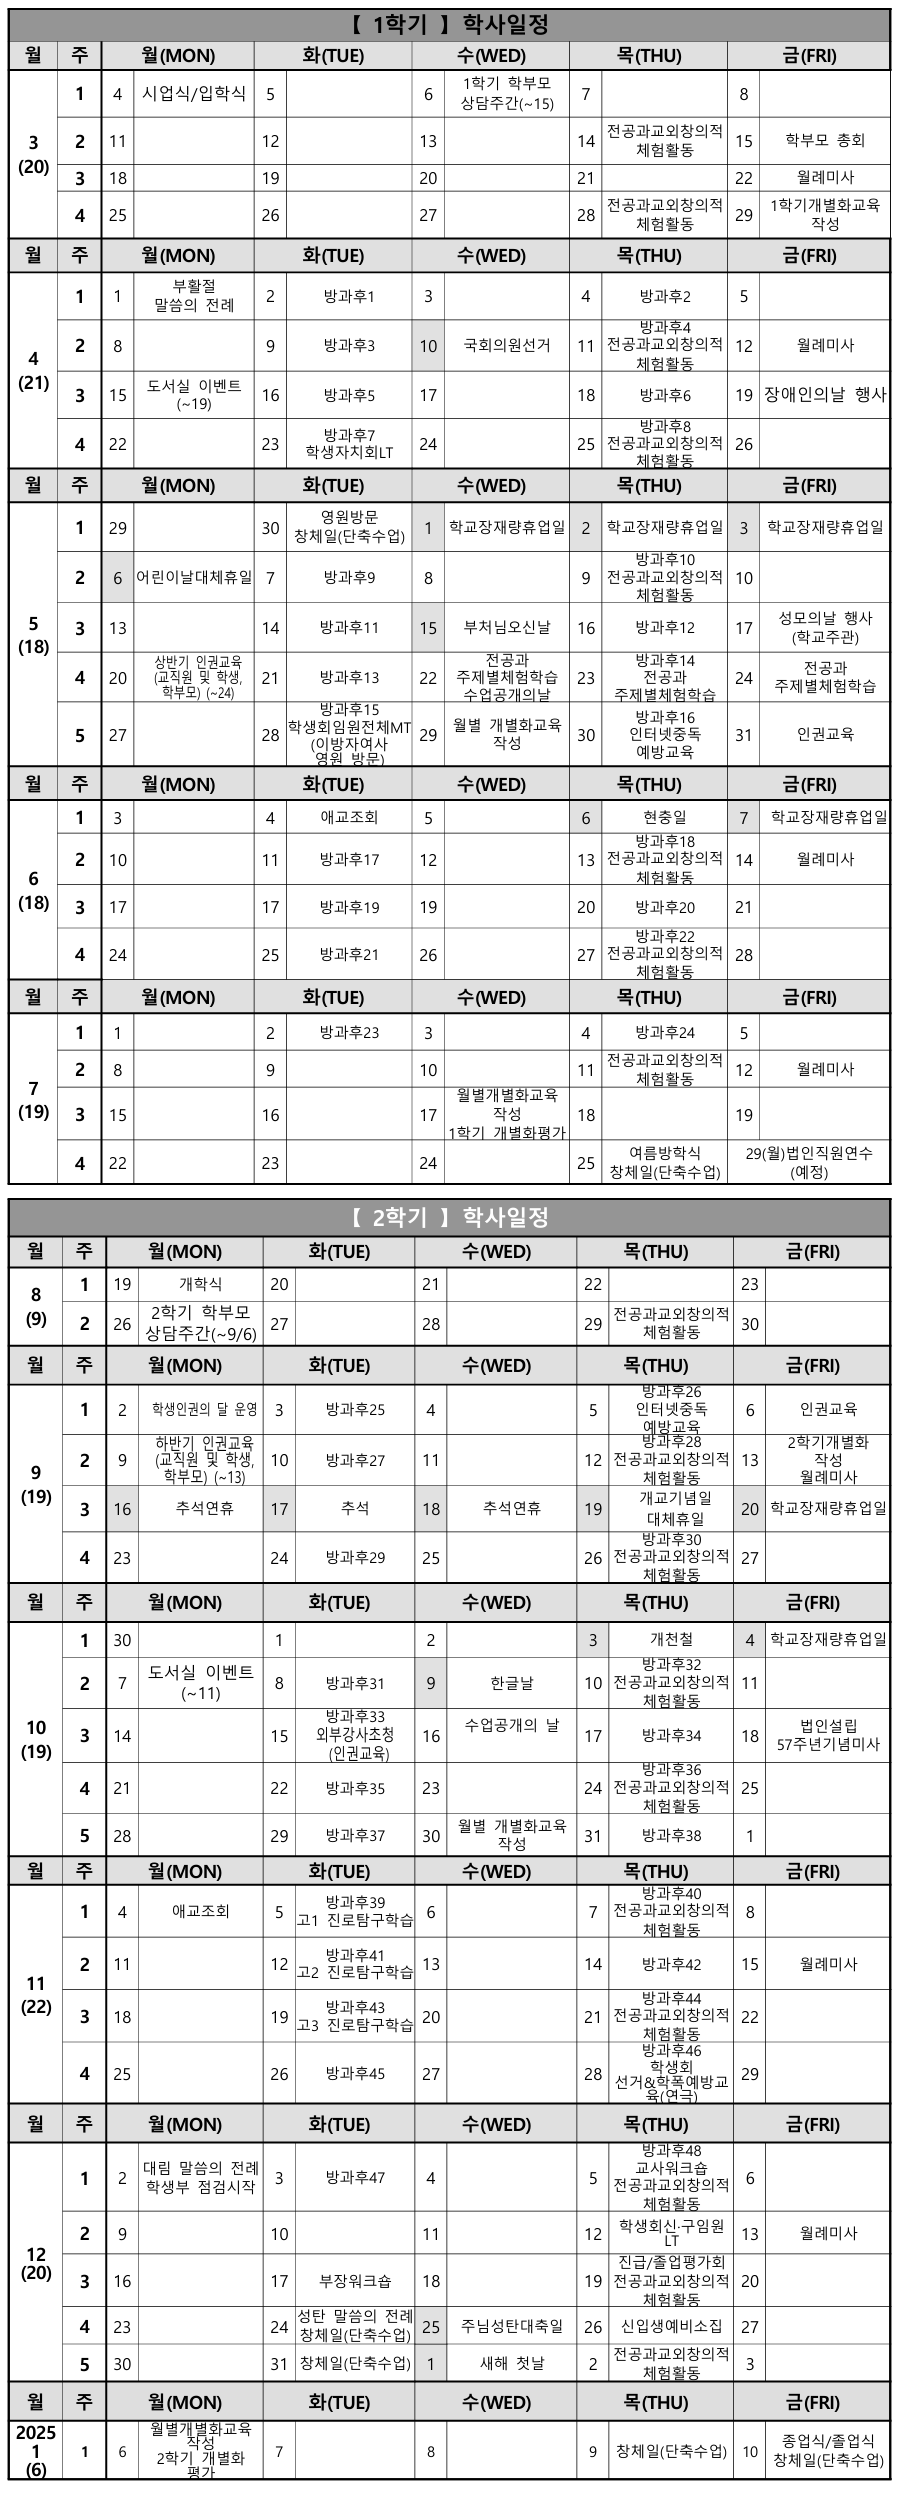 【 1학기 】 학사일정
월 주 월(MON) 화(TUE) 수(WED) 목(THU) 금(FRI)
3
(20)
1 4 시업식/입학식 5 6 1학기 학부모
상담주간(~15) 7 8
2 11 12 13 14 전공과교외창의적
체험활동 15 학부모 총회
3 18 19 20 21 22 월례미사
4 25 26 27 28 전공과교외창의적
체험활동 29 1학기개별화교육
작성
월 주 월(MON) 화(TUE) 수(WED) 목(THU) 금(FRI)
4
(21)
1 1 부활절
말씀의 전례 2 방과후1 3 4 방과후2 5
2 8 9 방과후3 10 국회의원선거 11 방과후4
전공과교외창의적
체험활동 12 월례미사
3 15 도서실 이벤트
(~19) 16 방과후5 17 18 방과후6 19 장애인의날 행사
4 22 23 방과후7
학생자치회LT 24 25 방과후8
전공과교외창의적
체험활동 26
월 주 월(MON) 화(TUE) 수(WED) 목(THU) 금(FRI)
5
(18)
1 29 30 영원방문
창체일(단축수업) 1 학교장재량휴업일 2 학교장재량휴업일 3 학교장재량휴업일
2 6 어린이날대체휴일 7 방과후9 8 9 방과후10
전공과교외창의적
체험활동 10
3 13 14 방과후11 15 부처님오신날 16 방과후12 17 성모의날 행사
(학교주관)
4 20 상반기 인권교육
(교직원 및 학생,
학부모) (~24) 21 방과후13 22 전공과
주제별체험학습
수업공개의날 23 방과후14
전공과
주제별체험학습 24 전공과
주제별체험학습
5 27 28 방과후15
학생회임원전체MT
(이방자여사
영원 방문) 29 월별 개별화교육
작성 30 방과후16
인터넷중독
예방교육 31 인권교육
월 주 월(MON) 화(TUE) 수(WED) 목(THU) 금(FRI)
6
(18)
1 3 4 애교조회 5 6 현충일 7 학교장재량휴업일
2 10 11 방과후17 12 13 방과후18
전공과교외창의적
체험활동 14 월례미사
3 17 17 방과후19 19 20 방과후20 21
4 24 25 방과후21 26 27 방과후22
전공과교외창의적
체험활동 28
월 주 월(MON) 화(TUE) 수(WED) 목(THU) 금(FRI)
7
(19)
1 1 2 방과후23 3 4 방과후24 5
2 8 9 10 11 전공과교외창의적
체험활동 12 월례미사
3 15 16 17 월별개별화교육
작성
1학기 개별화평가 18 19
4 22 23 24 25 여름방학식
창체일(단축수업) 29(월)법인직원연수
(예정)
【 2학기 】 학사일정
월 주 월(MON) 화(TUE) 수(WED) 목(THU) 금(FRI)
8
(9)
1 19 개학식 20 21 22 23
2 26 2학기 학부모
상담주간(~9/6) 27 28 29 전공과교외창의적
체험활동 30
월 주 월(MON) 화(TUE) 수(WED) 목(THU) 금(FRI)
9
(19)
1 2 학생인권의 달 운영 3 방과후25 4 5 방과후26
인터넷중독
예방교육 6 인권교육
2 9 하반기 인권교육
(교직원 및 학생,
학부모) (~13) 10 방과후27 11 12 방과후28
전공과교외창의적
체험활동 13 2학기개별화
작성
월례미사
3 16 추석연휴 17 추석 18 추석연휴 19 개교기념일
대체휴일 20 학교장재량휴업일
4 23 24 방과후29 25 26 방과후30
전공과교외창의적
체험활동 27
월 주 월(MON) 화(TUE) 수(WED) 목(THU) 금(FRI)
10
(19)
1 30 1 2 3 개천철 4 학교장재량휴업일
2 7 도서실 이벤트
(~11) 8 방과후31 9 한글날 10 방과후32
전공과교외창의적
체험활동 11
3 14 15 방과후33
외부강사초청
(인권교육) 16 수업공개의 날 17 방과후34 18 법인설립
57주년기념미사
4 21 22 방과후35 23 24 방과후36
전공과교외창의적
체험활동 25
5 28 29 방과후37 30 월별 개별화교육
작성 31 방과후38 1
월 주 월(MON) 화(TUE) 수(WED) 목(THU) 금(FRI)
11
(22)
1 4 애교조회 5 방과후39
고1 진로탐구학습 6 7 방과후40
전공과교외창의적
체험활동 8
2 11 12 방과후41
고2 진로탐구학습 13 14 방과후42 15 월례미사
3 18 19 방과후43
고3 진로탐구학습 20 21 방과후44
전공과교외창의적
체험활동 22
4 25 26 방과후45 27 28 방과후46
학생회
선거&학폭예방교
육(연극) 29
월 주 월(MON) 화(TUE) 수(WED) 목(THU) 금(FRI)
12
(20)
1 2 대림 말씀의 전례
학생부 점검시작 3 방과후47 4 5 방과후48
교사워크숍
전공과교외창의적
체험활동 6
2 9 10 11 12 학생회신·구임원
LT 13 월례미사
3 16 17 부장워크숍 18 19 진급/졸업평가회
전공과교외창의적
체험활동 20
4 23 24 성탄 말씀의 전례
창체일(단축수업) 25 주님성탄대축일 26 신입생예비소집 27
5 30 31 창체일(단축수업) 1 새해 첫날 2 전공과교외창의적
체험활동 3
월 주 월(MON) 화(TUE) 수(WED) 목(THU) 금(FRI)
2025
1
(6)
1 6 월별개별화교육
작성
2학기 개별화
평가 7 8 9 창체일(단축수업) 10 종업식/졸업식
창체일(단축수업)